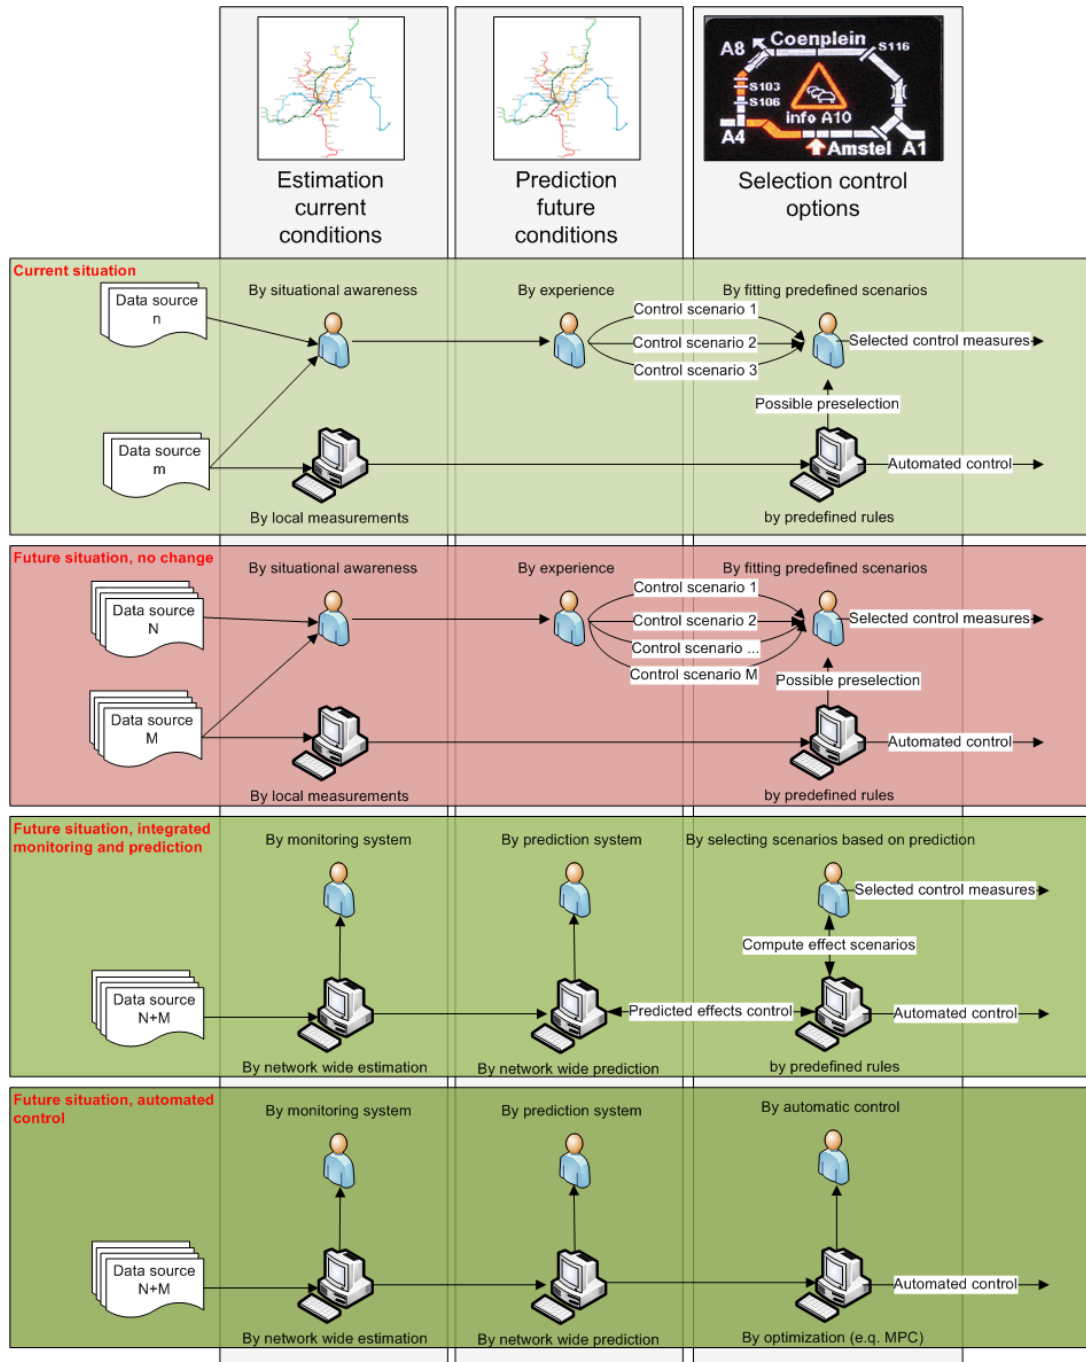 A8
Coenplein
S116
S103
S106
info A10
A4
Amstel
A1
Estimation
current
conditions
Prediction
future
conditions
Selection control
options
Current situation
Data source
n
By situational awareness
By experience
By fitting predefined scenarios
Control scenario 1
Control scenario 2
Control scenario 3
Selected control measures
Possible preselection
Data source
m
Automated control
By local measurements
by predefined rules
Future situation, no change
By situational awareness
By experience
By fitting predefined scenarios
Data source
N
Control scenario 1
Control scenario 2
Control scenario ...
Control scenario M
Selected control measures
Possible preselection
Data source
M
Automated control
By local measurements
by predefined rules
Future situation, integrated
monitoring and prediction
By monitoring system
By prediction system
By selecting scenarios based on prediction
Selected control measures
Compute effect scenarios
Data source
N+M
Predicted effects control
Automated control
By network wide estimation
By network wide prediction
by predefined rules
Future situation, automated
control
By monitoring system
By prediction system
By automatic control
Data source
N+M
Automated control
By network wide estimation
By network wide prediction
By optimization (e.q. MPC)